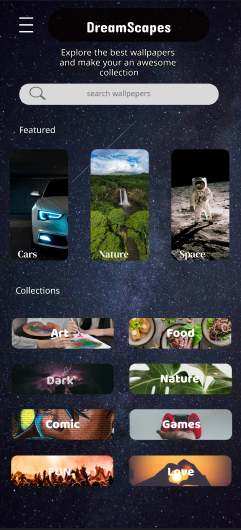 DreamScapes
Explore the best wallpapers
and make your an awesome
collection
search wallpepers
Featured
Cars
Nature
Space
Collections
Art
Food
Dark
Nature
Comic
Games
FUN
Love